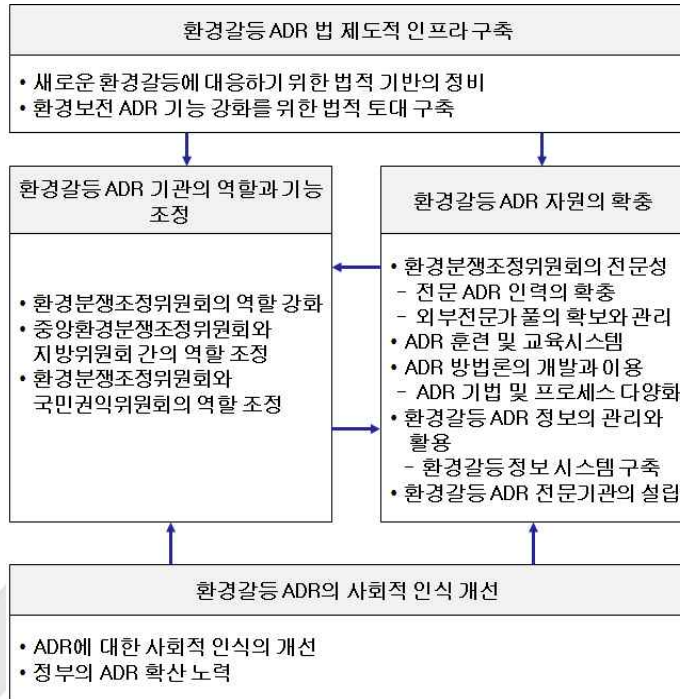 환경갈등 ADR 법 제도적 인프라 구축
• 새로운 환경갈등에 대응하기 위한 법적 기반의 정비
• 환경보전 ADR 기능 강화를 위한 법적 토대 구축
환경갈등 ADR 기관의 역할과 기능
조정
• 환경분쟁조정위원회의 역할 강화
• 중앙환경분쟁조정위원회와
지방위원회 간의 역할 조정
• 환경분쟁조정위원회와
국민권익위원회의 역할 조정
환경갈등 ADR 자원의 확충
• 환경분쟁조정위원회의 전문성
- 전문 ADR 인력의 확충
- 외부전문가 풀의 확보와 관리
• ADR 훈련 및 교육시스템
• ADR 방법론의 개발과 이용
- ADR 기법 및 프로세스 다양화
• 환경갈등 ADR 정보의 관리와
활용
- 환경갈등 정보 시스템 구축
• 환경갈등 ADR 전문기관의 설립
환경갈등 ADR의 사회적 인식 개선
• ADR에 대한 사회적 인식의 개선
• 정부의 ADR 확산 노력